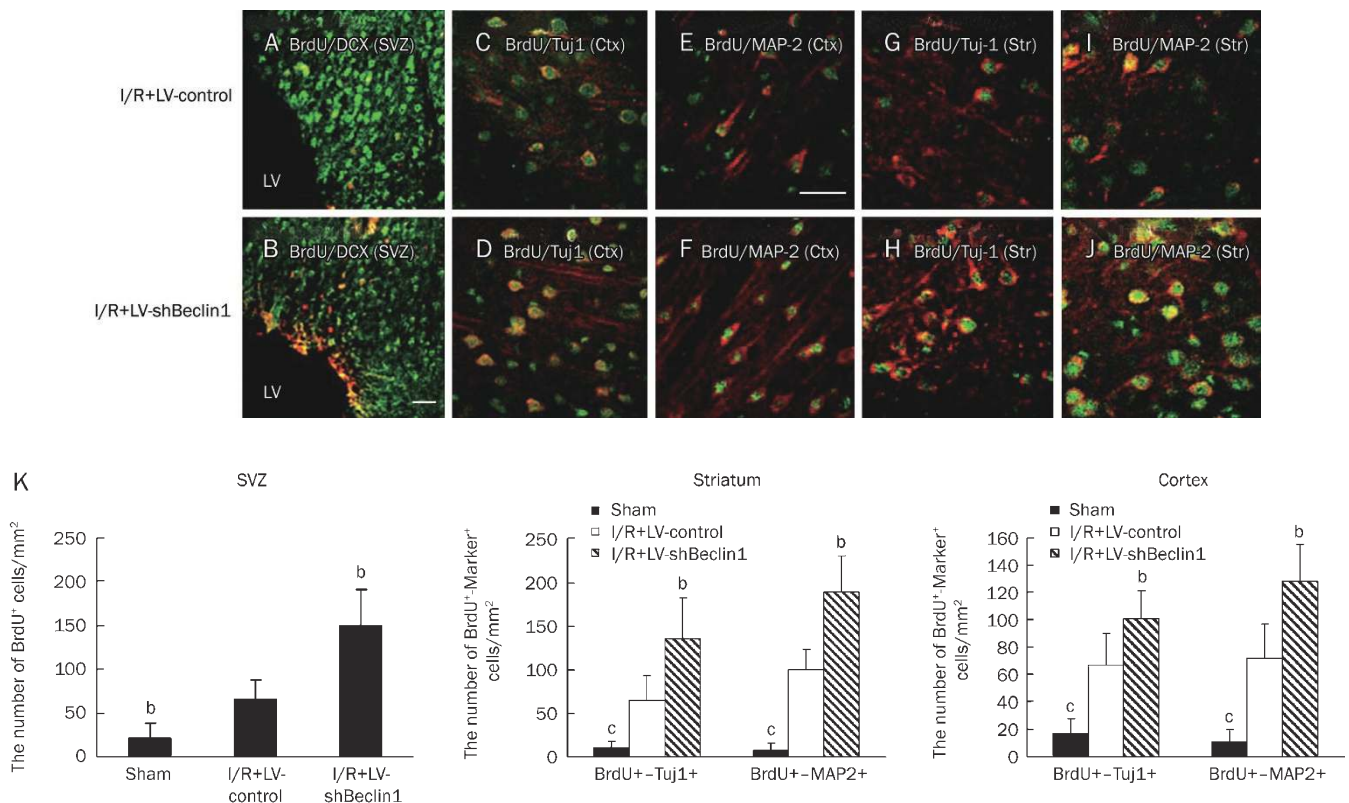 A BrdU/DCX (SVZ)
C BrdU/Tuj1 (Ctx)
E BrdU/MAP-2 (Ctx)
G BrdU/Tuj-1 (Str)
I BrdU/MAP-2 (Str)
I/R+LV-control
LV
B BrdU/DCX (SVZ)
D BrdU/Tuj1 (Ctx)
F BrdU/MAP-2 (Ctx)
H BrdU/Tuj-1 (Str)
J BrdU/MAP-2 (Str)
I/R+LV-shBeclin1
LV
K
SVZ
The number of BrdU⁺ cells/mm²
250
200
150
100
50
0
b
b
Sham
I/R+LV-
control
I/R+LV-
shBeclin1
Striatum
Sham
I/R+LV-control
I/R+LV-shBeclin1
The number of BrdU⁺-Marker⁺
cells/mm²
250
200
150
100
50
0
c
b
c
b
BrdU+–Tuj1+
BrdU+–MAP2+
Cortex
Sham
I/R+LV-control
I/R+LV-shBeclin1
The number of BrdU⁺-Marker⁺
cells/mm²
160
140
120
100
80
60
40
20
0
c
b
c
b
BrdU+–Tuj1+
BrdU+–MAP2+